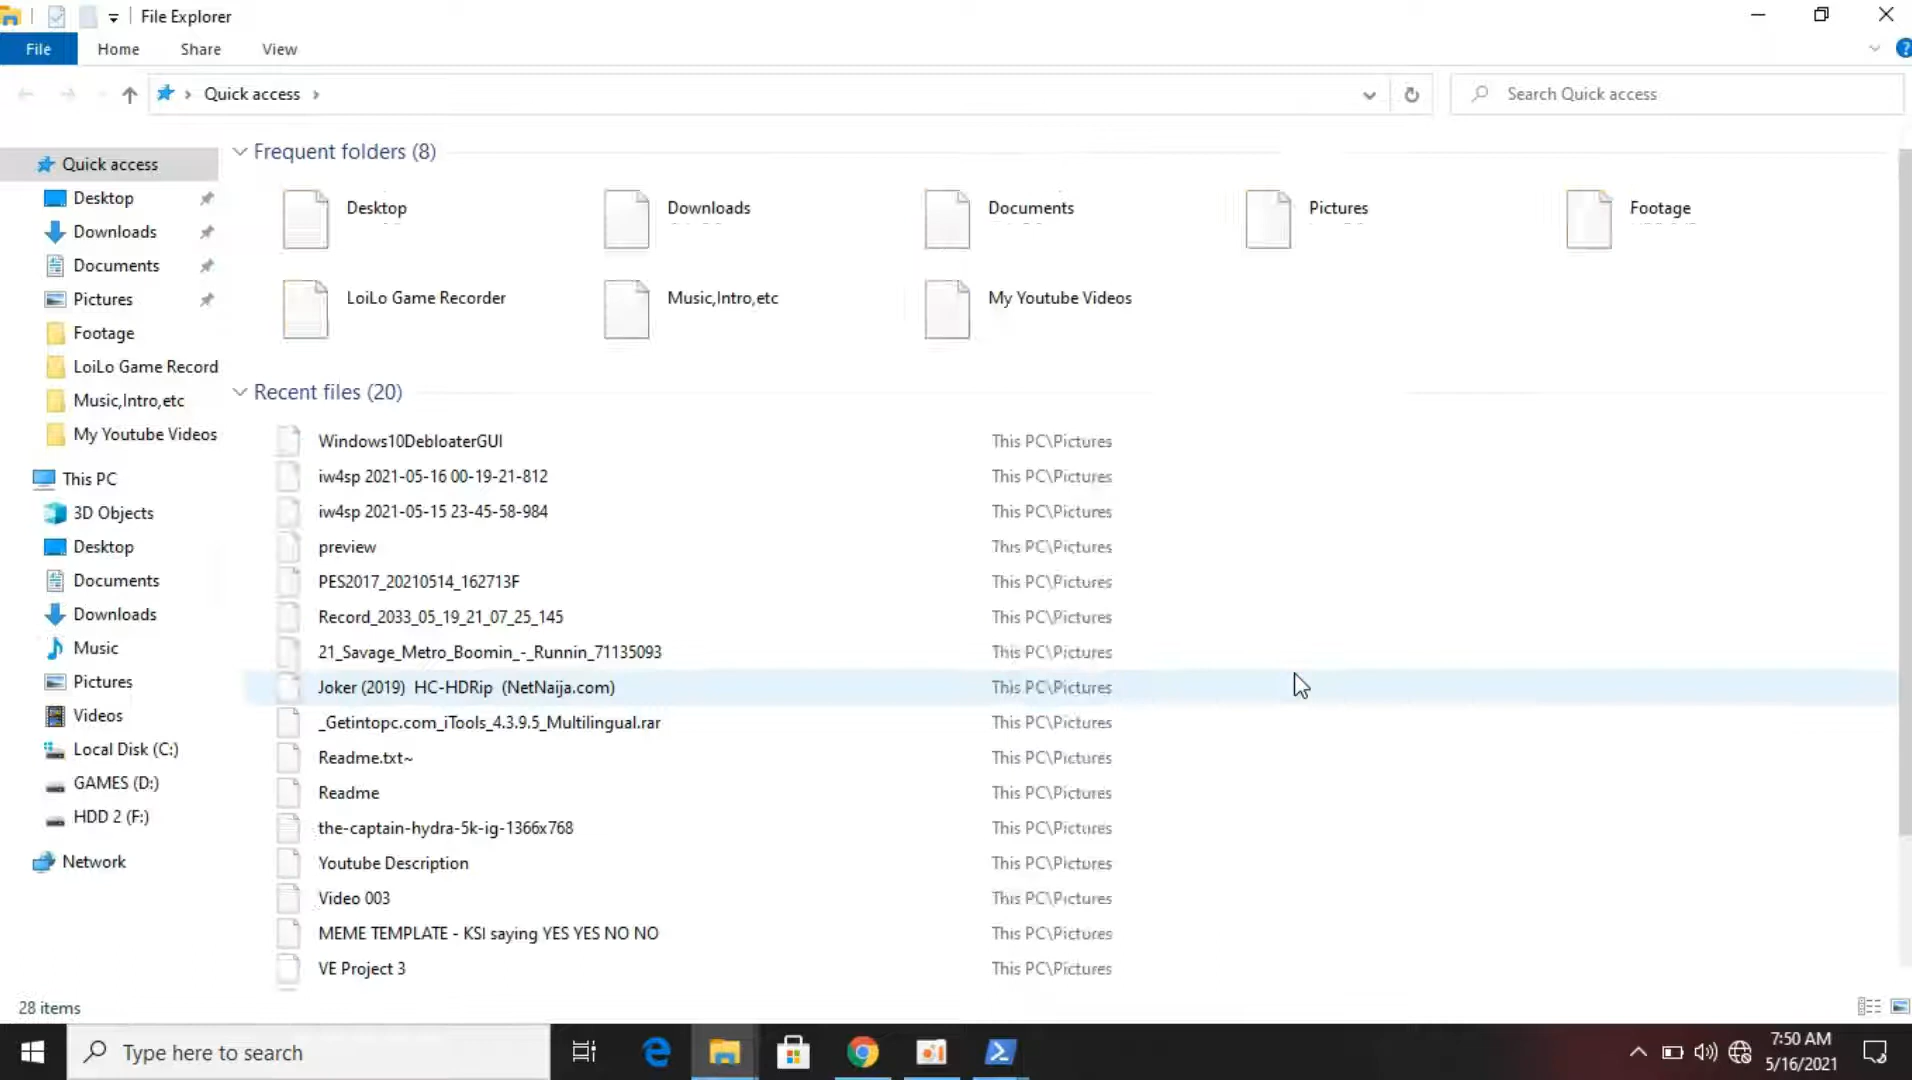 File Explorer
File Home Share View
Quick access
Search Quick access
Quick access
Desktop
Downloads
Documents
Pictures
Footage
LoiLo Game Record
Music,Intro,etc
My Youtube Videos
This PC
3D Objects
Desktop
Documents
Downloads
Music
Pictures
Videos
Local Disk (C:)
GAMES (D:)
HDD 2 (F:)
Network
Frequent folders (8)
Desktop Downloads Documents Pictures Footage
LoiLo Game Recorder Music,Intro,etc My Youtube Videos
Recent files (20)
Windows10DebloaterGUI This PC\Pictures
iw4sp 2021-05-16 00-19-21-812 This PC\Pictures
iw4sp 2021-05-15 23-45-58-984 This PC\Pictures
preview This PC\Pictures
PES2017_20210514_162713F This PC\Pictures
Record_2033_05_19_21_07_25_145 This PC\Pictures
21_Savage_Metro_Boomin_-_Runnin_71135093 This PC\Pictures
Joker (2019) HC-HDRip (NetNaija.com) This PC\Pictures
_Getintopc.com_iTools_4.3.9.5_Multilingual.rar This PC\Pictures
Readme.txt~ This PC\Pictures
Readme This PC\Pictures
the-captain-hydra-5k-ig-1366x768 This PC\Pictures
Youtube Description This PC\Pictures
Video 003 This PC\Pictures
MEME TEMPLATE - KSI saying YES YES NO NO This PC\Pictures
VE Project 3 This PC\Pictures
28 items
Type here to search
7:50 AM
5/16/2021